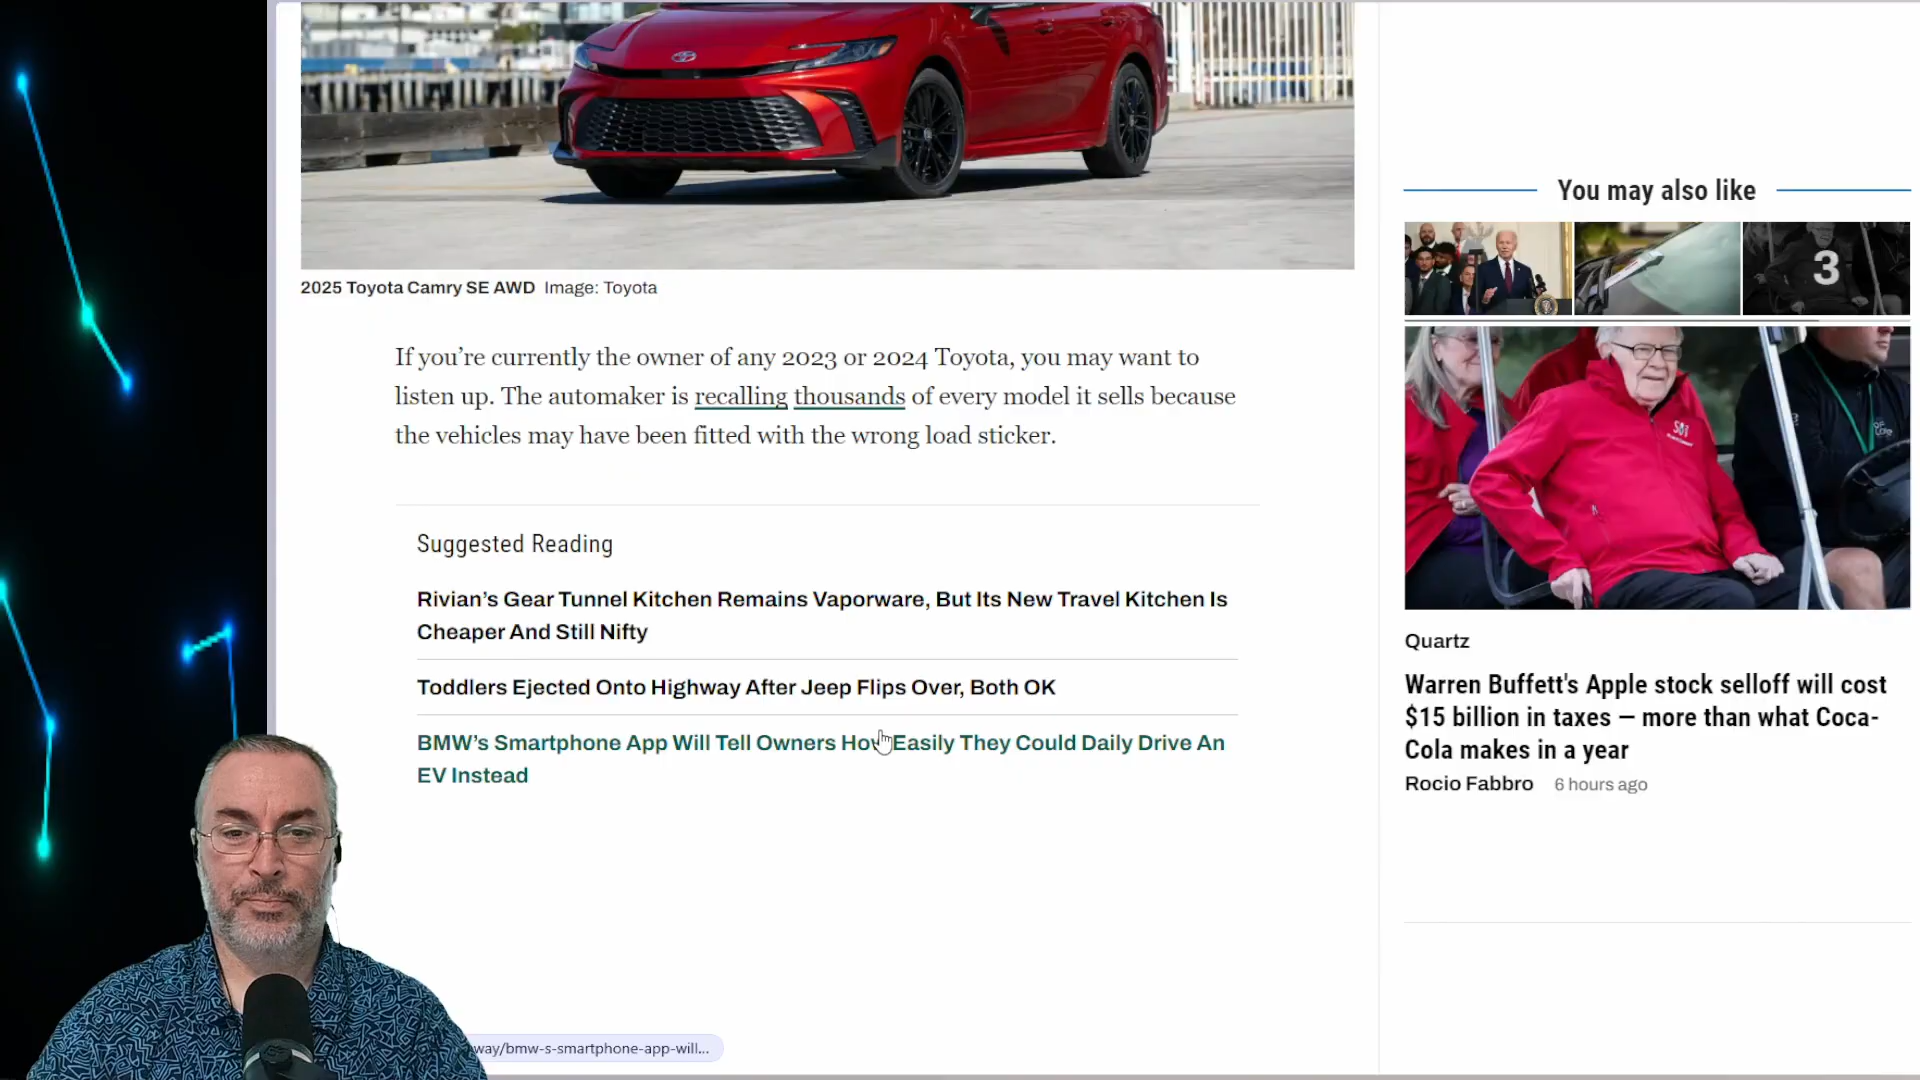 2025 Toyota Camry SE AWD Image: Toyota
If you’re currently the owner of any 2023 or 2024 Toyota, you may want to
listen up. The automaker is recalling thousands of every model it sells because
the vehicles may have been fitted with the wrong load sticker.
Suggested Reading
Rivian’s Gear Tunnel Kitchen Remains Vaporware, But Its New Travel Kitchen Is
Cheaper And Still Nifty
Toddlers Ejected Onto Highway After Jeep Flips Over, Both OK
BMW’s Smartphone App Will Tell Owners How Easily They Could Daily Drive An
EV Instead
way/bmw-s-smartphone-app-will...
You may also like
3
Quartz
Warren Buffett's Apple stock selloff will cost
$15 billion in taxes — more than what Coca-
Cola makes in a year
Rocio Fabbro 6 hours ago